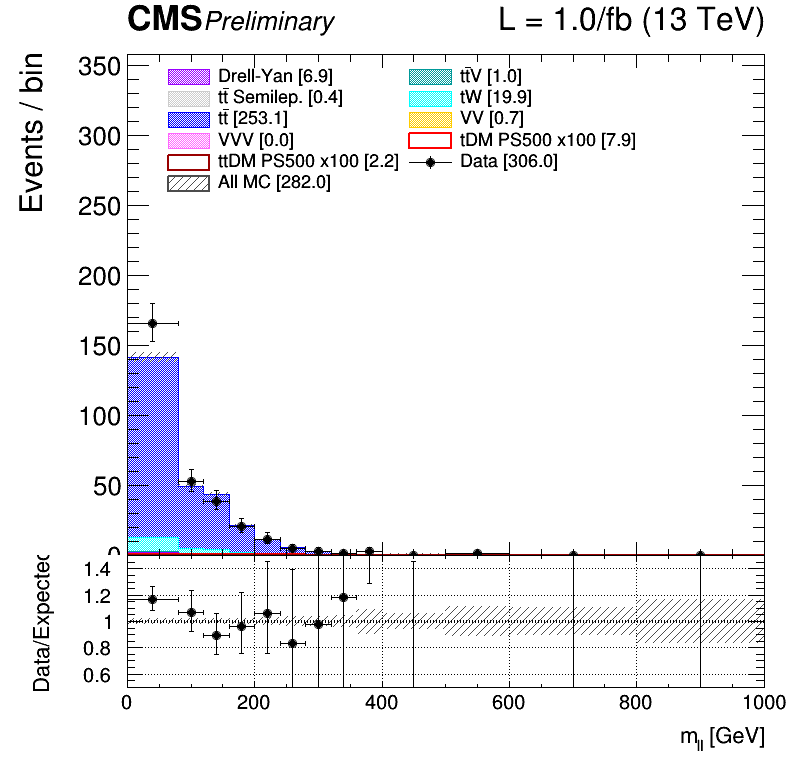 CMS Preliminary L = 1.0/fb (13 TeV)
Events / bin
350
300
250
200
150
100
50
0
Drell-Yan [6.9]
tt̄ Semilep. [0.4]
tt̄ [253.1]
VVV [0.0]
ttDM PS500 x100 [2.2]
All MC [282.0]
tt̄V [1.0]
tW [19.9]
VV [0.7]
tDM PS500 x100 [7.9]
Data [306.0]
Data/Expected
1.4
1.2
1
0.8
0.6
0 200 400 600 800 1000
m_ll [GeV]